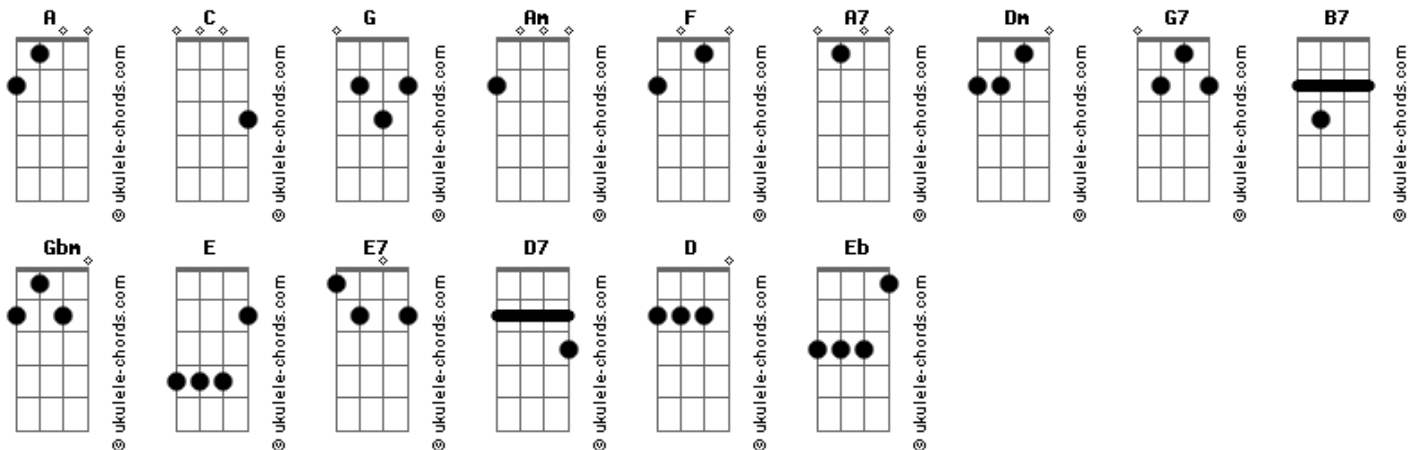 A C G Am F A7 Dm G7 B7
© ukulele-chords.com © ukulele-chords.com © ukulele-chords.com © ukulele-chords.com © ukulele-chords.com © ukulele-chords.com © ukulele-chords.com © ukulele-chords.com © ukulele-chords.com
Gbm E E7 D7 D Eb
© ukulele-chords.com © ukulele-chords.com © ukulele-chords.com © ukulele-chords.com © ukulele-chords.com © ukulele-chords.com